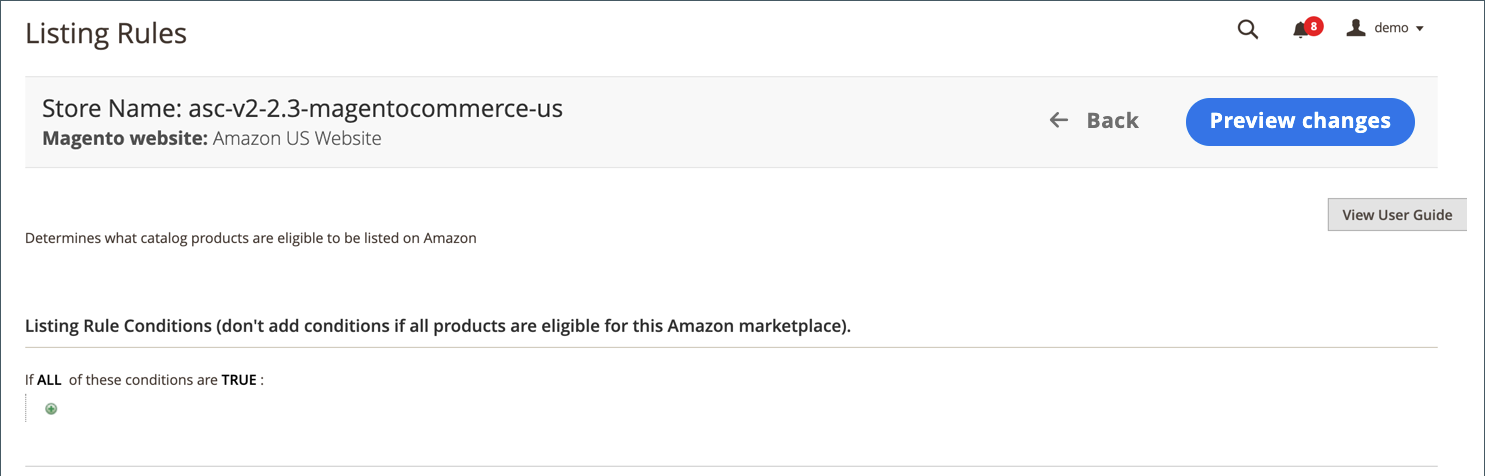 Listing Rules
8
demo
Store Name: asc-v2-2.3-magentocommerce-us
Magento website: Amazon US Website
Back
Preview changes
View User Guide
Determines what catalog products are eligible to be listed on Amazon
Listing Rule Conditions (don't add conditions if all products are eligible for this Amazon marketplace).
If ALL of these conditions are TRUE :